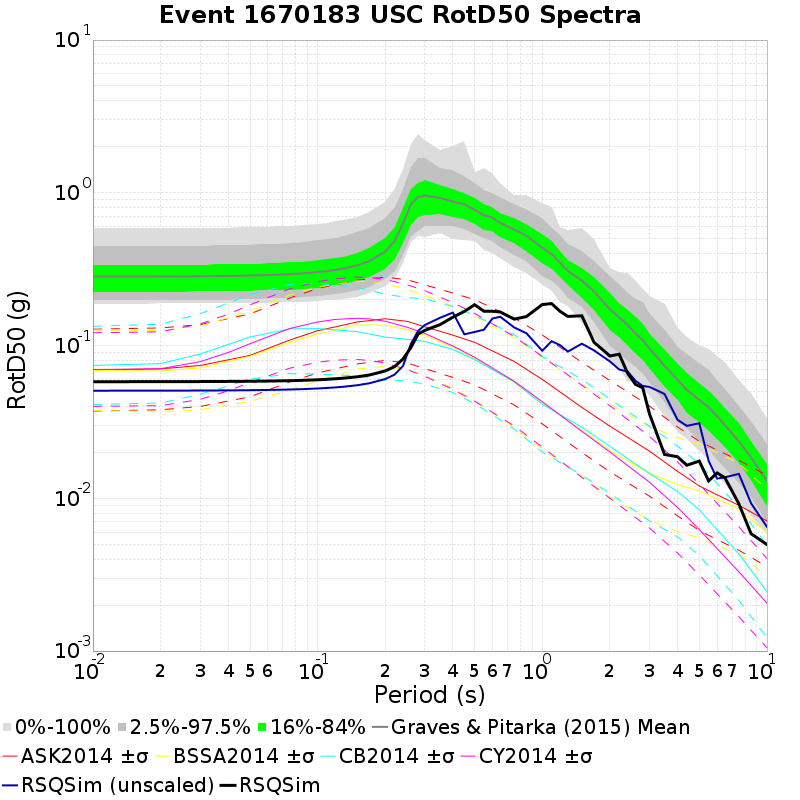 Event 1670183 USC RotD50 Spectra
10^1
10^0
10^-1
10^-2
10^-3
RotD50 (g)
10^-2 2 3 4 5 6 10^-1 2 3 4 5 6 7 10^0 2 3 4 5 6 7 10^1
Period (s)
0%-100% 2.5%-97.5% 16%-84% Graves & Pitarka (2015) Mean
ASK2014 ±σ BSSA2014 ±σ CB2014 ±σ CY2014 ±σ
RSQSim (unscaled) RSQSim